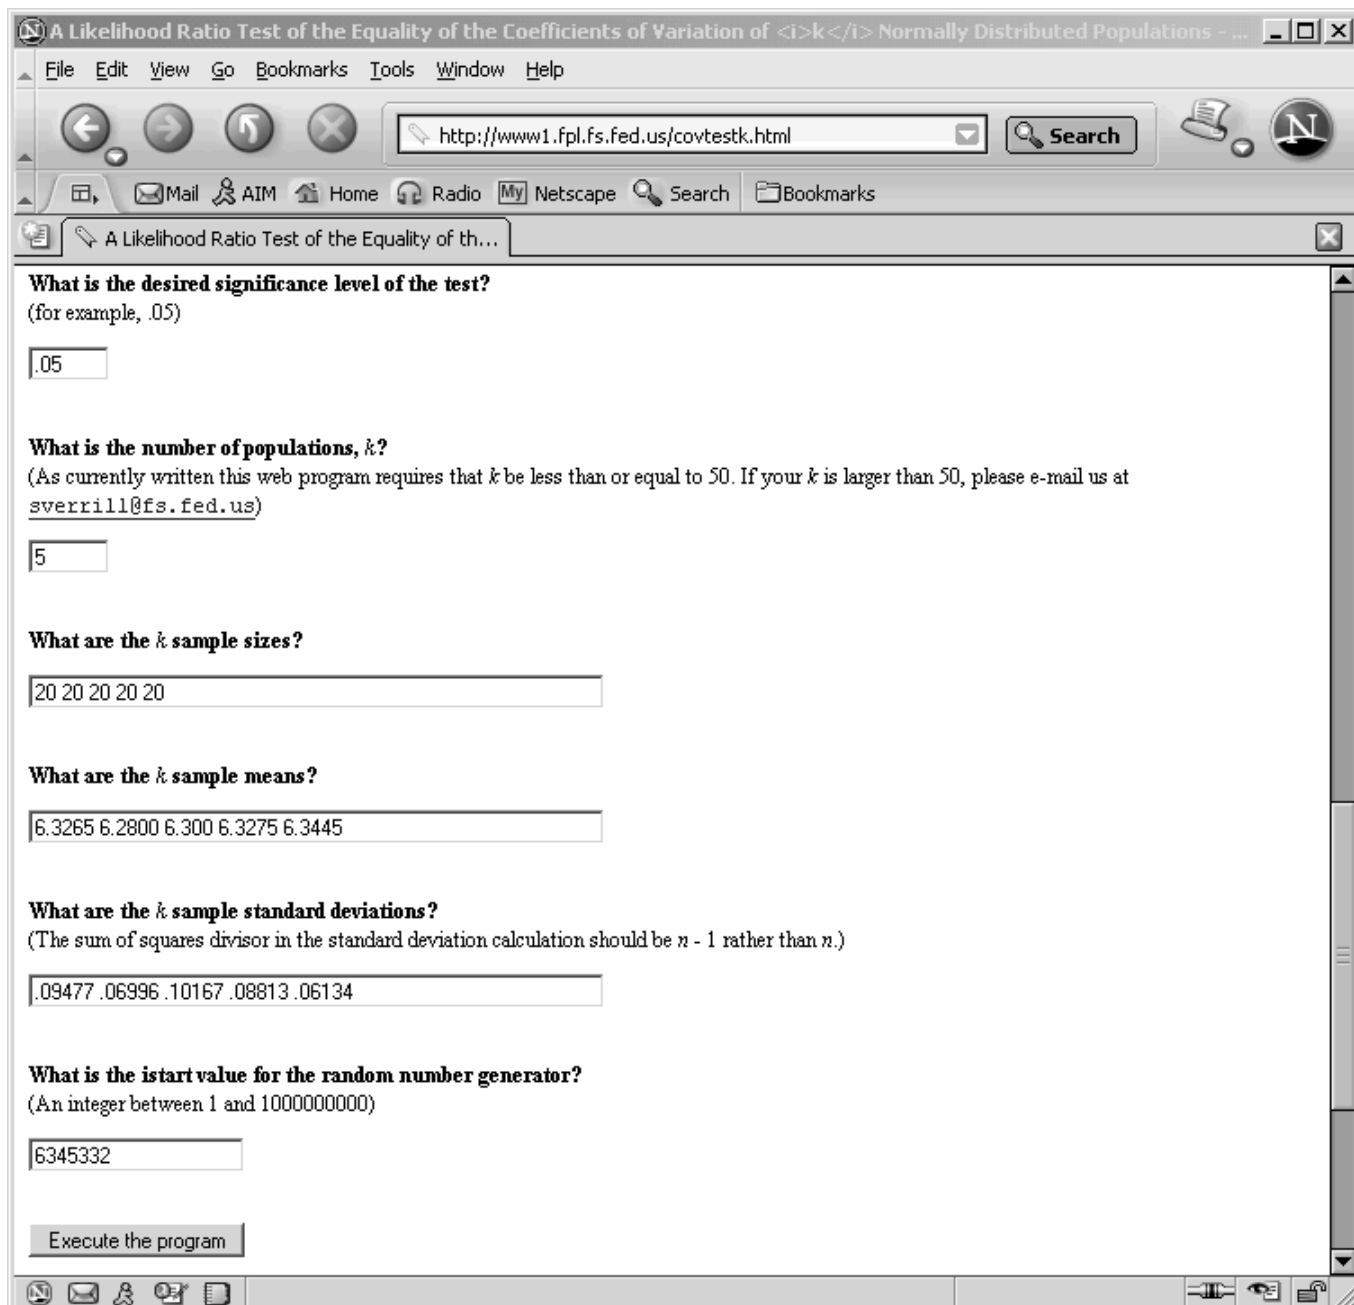 A Likelihood Ratio Test of the Equality of the Coefficients of Variation of <i>k</i> Normally Distributed Populations - ...
File Edit View Go Bookmarks Tools Window Help
http://www1.fpl.fs.fed.us/covtestk.html Search N
Mail AIM Home Radio My Netscape Search Bookmarks
A Likelihood Ratio Test of the Equality of th...
What is the desired significance level of the test?
(for example, .05)
.05
What is the number of populations, k?
(As currently written this web program requires that k be less than or equal to 50. If your k is larger than 50, please e-mail us at
sverrill@fs.fed.us)
5
What are the k sample sizes?
20 20 20 20 20
What are the k sample means?
6.3265 6.2800 6.300 6.3275 6.3445
What are the k sample standard deviations?
(The sum of squares divisor in the standard deviation calculation should be n - 1 rather than n.)
.09477 .06996 .10167 .08813 .06134
What is the istart value for the random number generator?
(An integer between 1 and 1000000000)
6345332
Execute the program